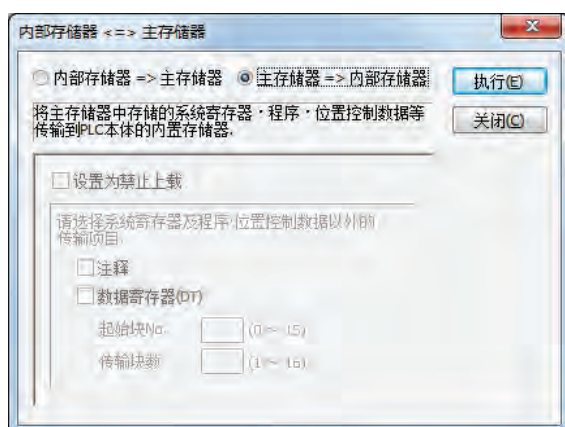 内部存储器 <=> 主存储器
内部存储器 => 主存储器 主存储器 => 内部存储器 执行(E)
将主存储器中存储的系统寄存器·程序·位置控制数据等
传输到PLC本体的内置存储器. 关闭(C)
设置为禁止上载
请选择系统寄存器及程序·位置控制数据以外的
传输项目.
注释
数据寄存器(DT)
起始块No. (0 ~ 15)
传输块数 (1 ~ 16)